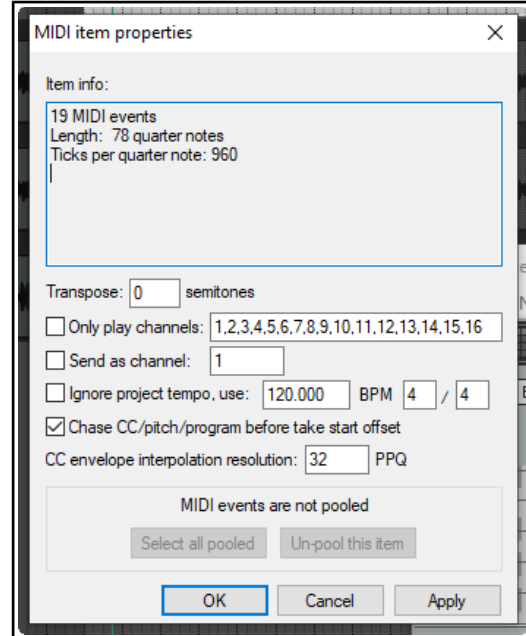 MIDI item properties
Item info:
19 MIDI events
Length:  78 quarter notes
Ticks per quarter note: 960
Transpose: 0 semitones
Only play channels: 1,2,3,4,5,6,7,8,9,10,11,12,13,14,15,16
Send as channel: 1
Ignore project tempo, use: 120.000 BPM 4 / 4
Chase CC/pitch/program before take start offset
CC envelope interpolation resolution: 32 PPQ
MIDI events are not pooled
Select all pooled Un-pool this item
OK Cancel Apply